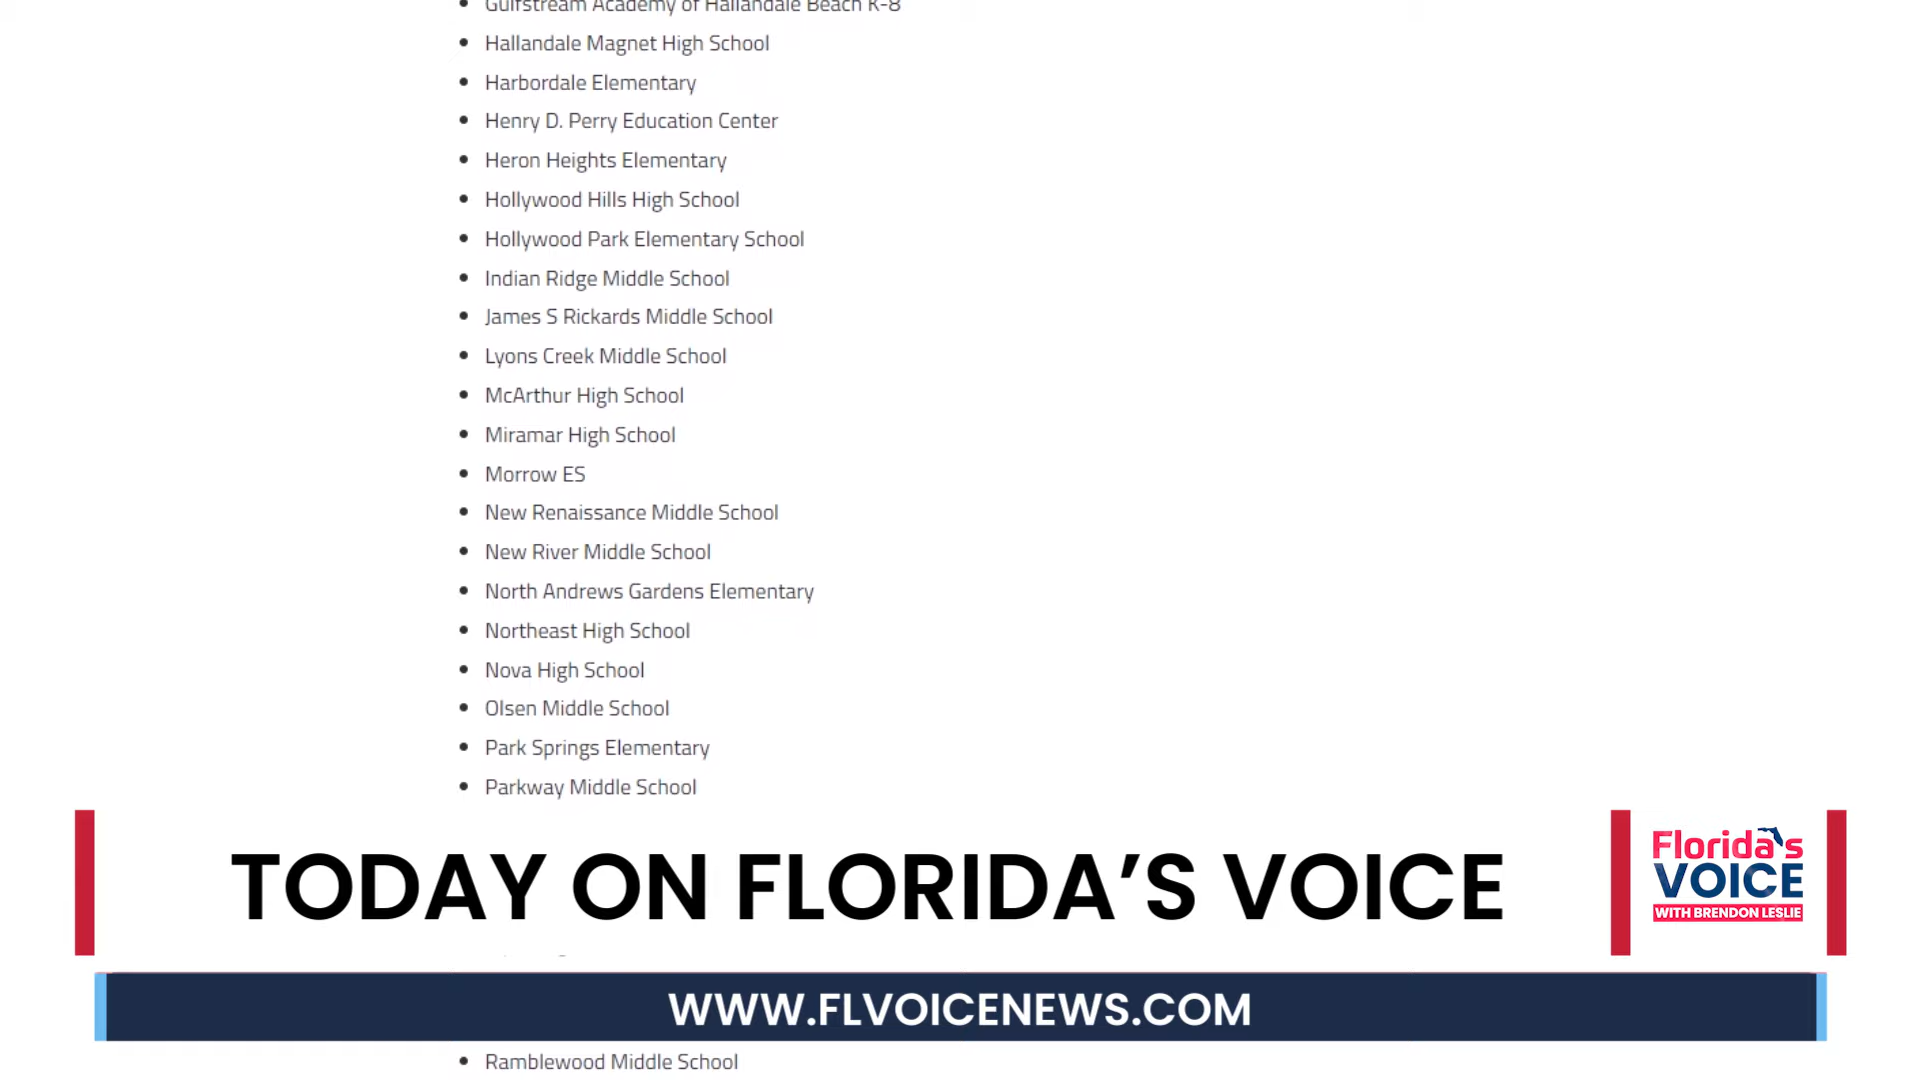 Gulfstream Academy of Hallandale Beach K-8
Hallandale Magnet High School
Harbordale Elementary
Henry D. Perry Education Center
Heron Heights Elementary
Hollywood Hills High School
Hollywood Park Elementary School
Indian Ridge Middle School
James S Rickards Middle School
Lyons Creek Middle School
McArthur High School
Miramar High School
Morrow ES
New Renaissance Middle School
New River Middle School
North Andrews Gardens Elementary
Northeast High School
Nova High School
Olsen Middle School
Park Springs Elementary
Parkway Middle School
TODAY ON FLORIDA’S VOICE
Florida's
VOICE
WITH BRENDON LESLIE
WWW.FLVOICENEWS.COM
Ramblewood Middle School